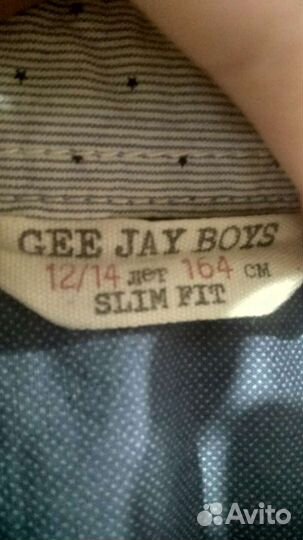 GEE JAY BOYS
12/14 лет 164 см
SLIM FIT
Avito